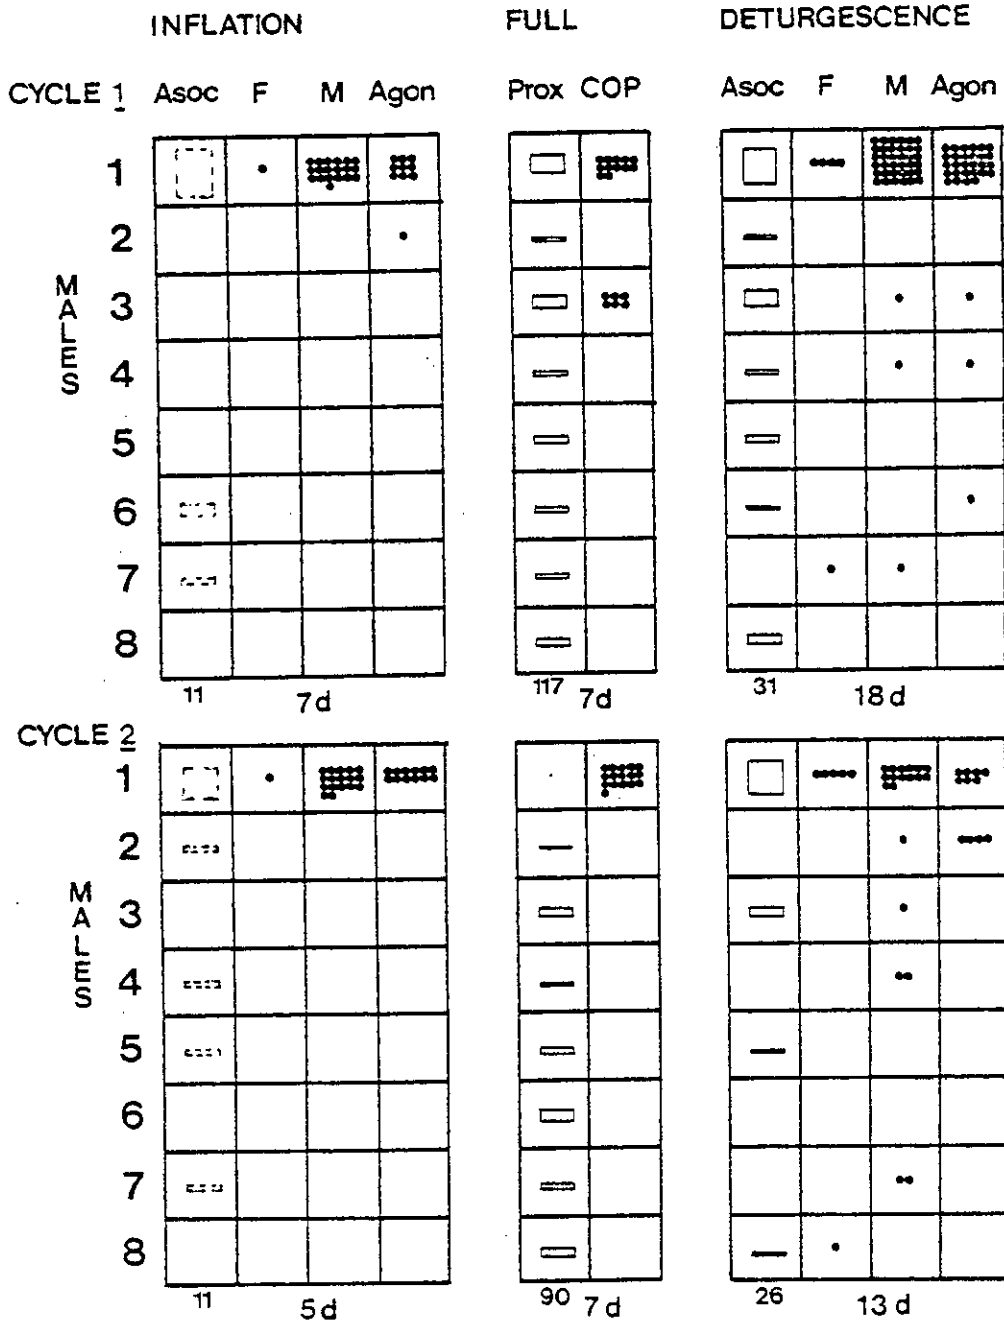 INFLATION FULL DETURGESCENCE
CYCLE 1 Asoc F M Agon Prox COP Asoc F M Agon
1
2
3
4
5
6
7
8
MALES
11 7d 117 7d 31 18d
CYCLE 2
1
2
3
4
5
6
7
8
MALES
11 5d 90 7d 26 13d